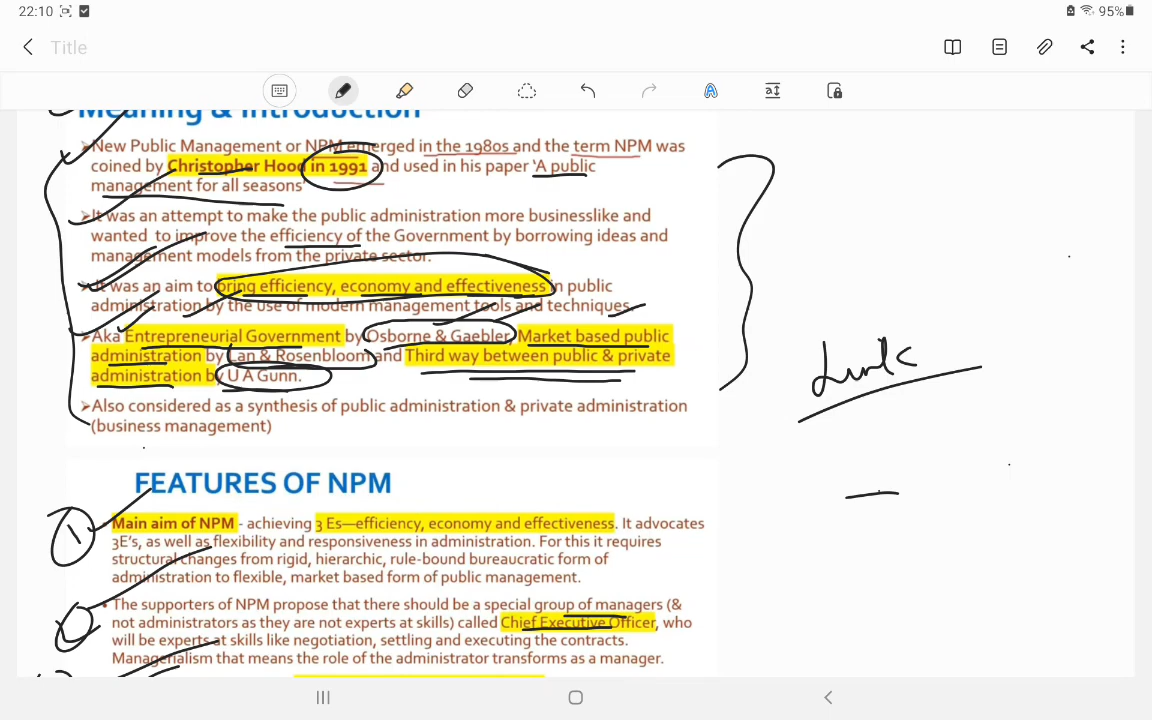 22:10
95%
Title
Meaning & Introduction
➢New Public Management or NPM emerged in the 1980s and the term NPM was
coined by Christopher Hood in 1991 and used in his paper ‘A public
management for all seasons’
➢It was an attempt to make the public administration more businesslike and
wanted to improve the efficiency of the Government by borrowing ideas and
management models from the private sector.
➢It was an aim to bring efficiency, economy and effectiveness in public
administration by the use of modern management tools and techniques.
➢Aka Entrepreneurial Government by Osborne & Gaebler, Market based public
administration by Lan & Rosenbloom and Third way between public & private
administration by U A Gunn.
➢Also considered as a synthesis of public administration & private administration
(business management)
FEATURES OF NPM
• Main aim of NPM - achieving 3 Es—efficiency, economy and effectiveness. It advocates
3E's, as well as flexibility and responsiveness in administration. For this it requires
structural changes from rigid, hierarchic, rule-bound bureaucratic form of
administration to flexible, market based form of public management.
• The supporters of NPM propose that there should be a special group of managers (&
not administrators as they are not experts at skills) called Chief Executive Officer, who
will be experts at skills like negotiation, settling and executing the contracts.
Managerialism that means the role of the administrator transforms as a manager.